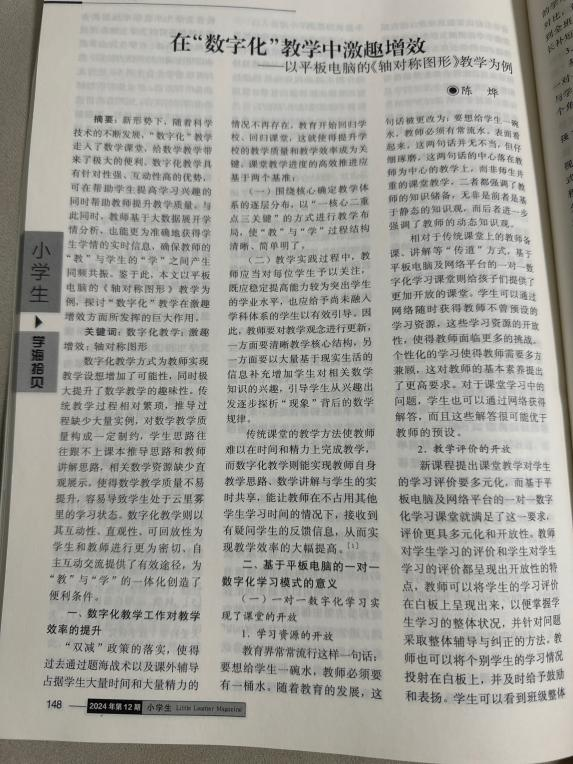 在“数字化”教学中激趣增效
——以平板电脑的《轴对称图形》教学为例
◉陈　烨
摘要：新形势下，随着科学
技术的不断发展，“数字化”教学
走入了数学课堂，给数学教学带
来了极大的便利。数字化教学具
有针对性强、互动性高的优势，
可在帮助学生提高学习兴趣的
同时帮助教师提升教学质量。与
此同时，教师基于大数据展开学
情分析，也能更为准确地获得学
生学情的实时信息，确保教师的
“教”与学生的“学”之间产生
同频共振。鉴于此，本文以平板
电脑的《轴对称图形》教学为
例，探讨“数字化”教学在激趣
增效方面所发挥的巨大作用。
关键词：数字化教学；激趣
增效；轴对称图形
数字化教学方式为教师实现
教学设想增加了可能性，同时极
大提升了数学教学的趣味性。传
统教学过程相对繁琐，推导过
程缺少大量实例，对数学教学质
量构成一定制约，学生思路往
往跟不上课本推导思路和教师
讲解思路，相关数学资源缺少直
观展示，使得数学教学质量不易
提升，容易导致学生处于云里雾
里的学习状态。数字化教学则以
其互动性、直观性、可回放性为
学生和教师进行更为密切、自
主互动交流提供了有效途径，为
“教”与“学”的一体化创造了
便利条件。
一、数字化教学工作对教学
效率的提升
“双减”政策的落实，使得
过去通过题海战术以及课外辅导
占据学生大量时间和大量精力的
情况不再存在，教育开始回归学
校、回归课堂，这就使得提升学
校的教学质量和教学效率成为关
键。课堂教学进度的高效推进应
基于两个基准：
（一）围绕核心确定教学体
系的逐层分布，以“一核心二重
点三关键”的方式进行教学布
局，使“教”与“学”过程结构
清晰、简单明了，
（二）教学实践过程中，教
师应当对每位学生予以关注，
既应稳定提高能力较为突出学生
的学业水平，也应给予尚未融入
学科体系的学生以有效引导。因
此，教师要对教学观念进行更新，
一方面要清晰教学核心结构，另
一方面要以大量基于现实生活的
信息补充增加学生对相关数学
知识的兴趣，引导学生从兴趣出
发逐步探析“现象”背后的数学
规律。
传统课堂的教学方法使教师
难以在时间和精力上完成教学，
而数字化教学则能实现教师自身
教学思路、数学讲解与学生的实
时共享，能让教师在不占用其他
学生学习时间的情况下，接收到
有疑问学生的反馈信息，从而实
现教学效率的大幅提高。[1]
二、基于平板电脑的一对一
数字化学习模式的意义
（一）一对一数字化学习实
现了课堂的开放
1. 学习资源的开放
教育界常常流行这样一句话：
要想给学生一碗水，教师必须要
有一桶水。随着教育的发展，这
句话被更改为：要想给学生一碗
水，教师必须有常流水。表面看
起来，这两句话并无不当，但仔
细琢磨，这两句话的中心落在教
师为中心的教学上，而非师生并
重的课堂教学，二者都强调了教
师的知识储备，无非是前者是基
于静态的知识观，而后者进一步
强调了教师的动态知识观。
相对于传统课堂上的教师备
课、讲解等“传道”方式，基于
平板电脑及网络平台的一对一数
字化学习课堂则给孩子们提供了
更加开放的课堂。学生可以通过
网络随时获得教师不曾预设的
学习资源，这些学习资源的开放
性，使得教师面临更多的挑战。
个性化的学习使得教师需要多方
兼顾，这对教师的基本素养提出
了更高要求。对于课堂学习中的
问题，学生也可以通过网络获得
解答，而且这些解答很可能优于
教师的预设。
2. 教学评价的开放
新课程提出课堂教学对学生
的学习评价要多元化，而基于平
板电脑及网络平台的一对一数字
化学习课堂就满足了这一要求，
评价更具多元化和开放性。教师
对学生学习的评价和学生对学生
学习的评价都呈现出开放性的特
点，教师可以将学生的学习评价
在白板上呈现出来，以便掌握学
生学习的整体状况，并针对问题
采取整体辅导与纠正的方法。教
师也可以将个别学生的学习情况
投射在白板上，并及时给予鼓励
和表扬。学生可以看到班级整体
小学生
学海拾贝
148　2024年第12期　小学生　Little Learner Magazine